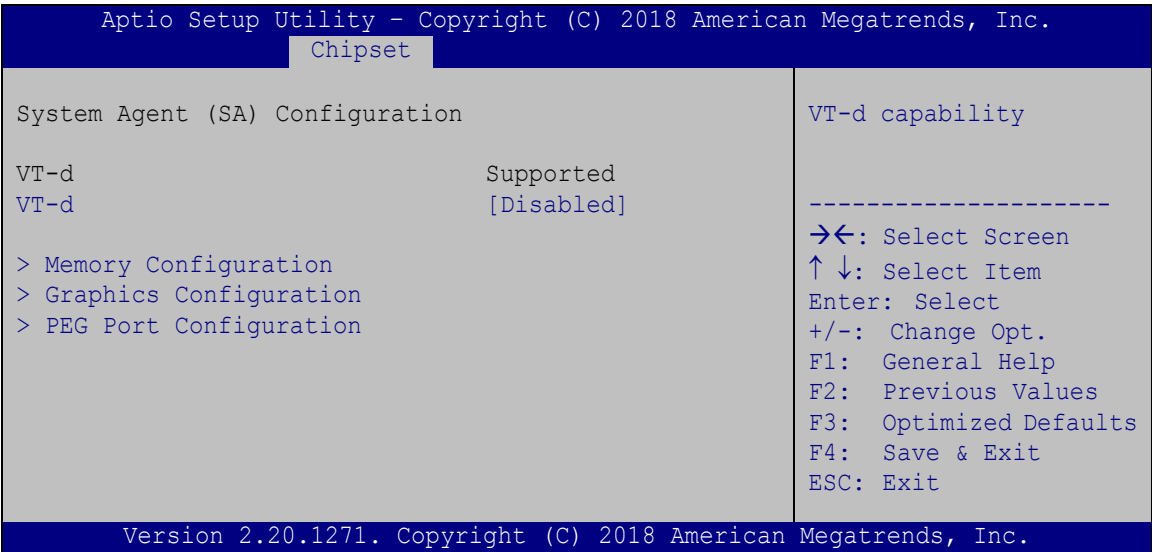 Aptio Setup Utility – Copyright (C) 2018 American Megatrends, Inc.
Chipset
System Agent (SA) Configuration
VT-d Supported
VT-d [Disabled]
> Memory Configuration
> Graphics Configuration
> PEG Port Configuration
VT-d capability
---------------------
→←: Select Screen
↑ ↓: Select Item
Enter: Select
+/-: Change Opt.
F1: General Help
F2: Previous Values
F3: Optimized Defaults
F4: Save & Exit
ESC: Exit
Version 2.20.1271. Copyright (C) 2018 American Megatrends, Inc.